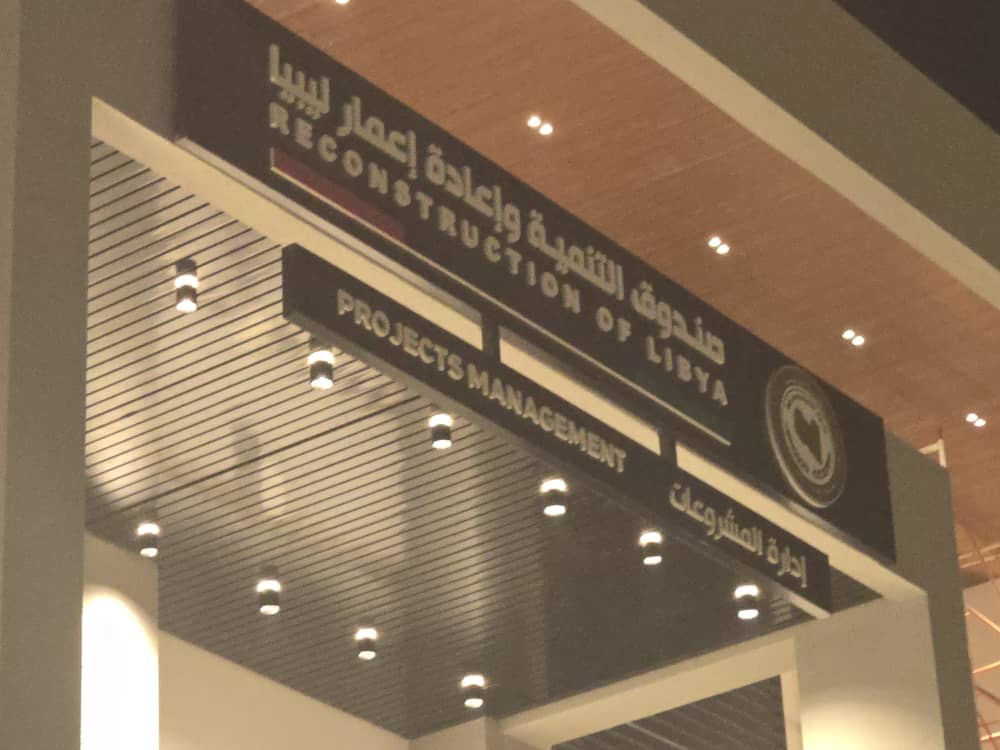 صندوق التنمية وإعادة إعمار ليبيا
RECONSTRUCTION OF LIBYA
PROJECTS MANAGEMENT
إدارة المشروعات